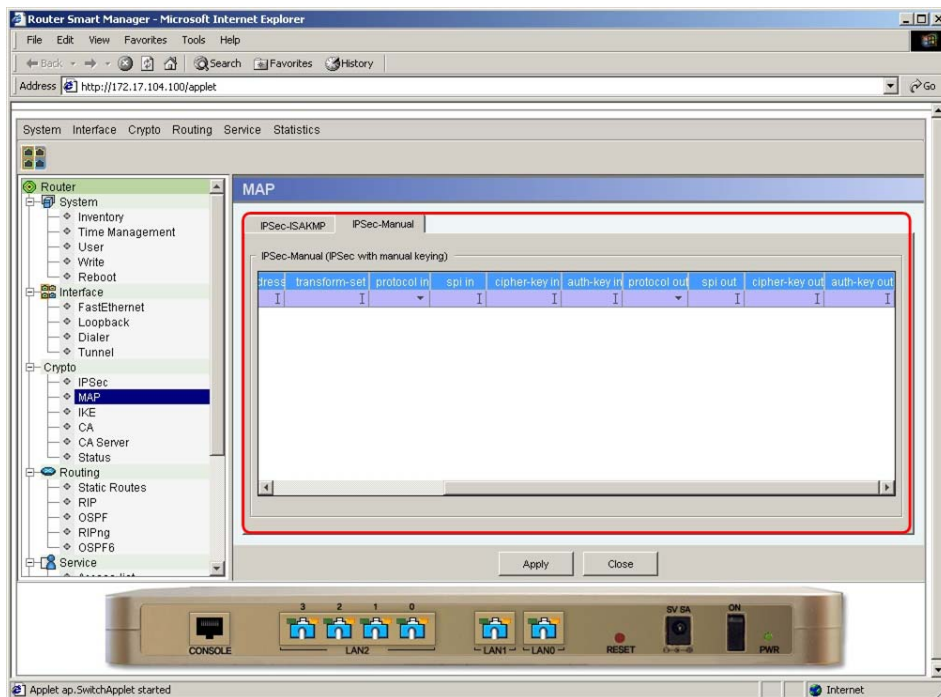 Router Smart Manager - Microsoft Internet Explorer
File Edit View Favorites Tools Help
Back Search Favorites History
Address http://172.17.104.100/applet Go
System Interface Crypto Routing Service Statistics
Router
System
Inventory
Time Management
User
Write
Reboot
Interface
FastEthernet
Loopback
Dialer
Tunnel
Crypto
IPSec
MAP
IKE
CA
CA Server
Status
Routing
Static Routes
RIP
OSPF
RIPng
OSPF6
Service
MAP
IPSec-ISAKMP IPSec-Manual
IPSec-Manual (IPSec with manual keying)
dress transform-set protocol in spi in cipher-key in auth-key in protocol out spi out cipher-key out auth-key out
Apply Close
3 2 1 0
CONSOLE LAN2 LAN1 LAN0 RESET 5V 5A ON PWR
Applet ap.SwitchApplet started Internet